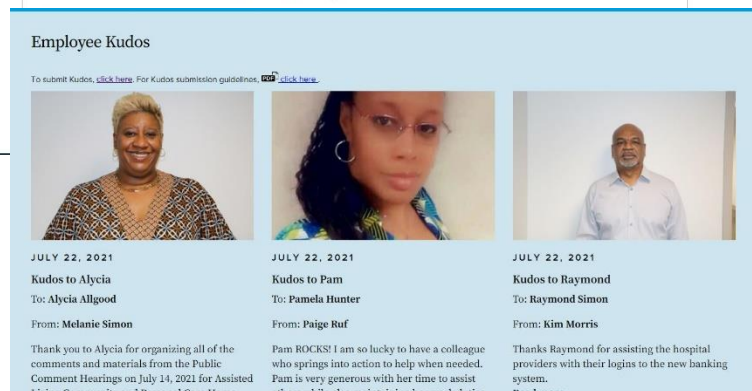 Employee Kudos
To submit Kudos, click here. For Kudos submission guidelines, PDF click here .
JULY 22, 2021
Kudos to Alycia
To: Alycia Allgood
From: Melanie Simon
Thank you to Alycia for organizing all of the
comments and materials from the Public
Comment Hearings on July 14, 2021 for Assisted
JULY 22, 2021
Kudos to Pam
To: Pamela Hunter
From: Paige Ruf
Pam ROCKS! I am so lucky to have a colleague
who springs into action to help when needed.
Pam is very generous with her time to assist
JULY 22, 2021
Kudos to Raymond
To: Raymond Simon
From: Kim Morris
Thanks Raymond for assisting the hospital
providers with their logins to the new banking
system.